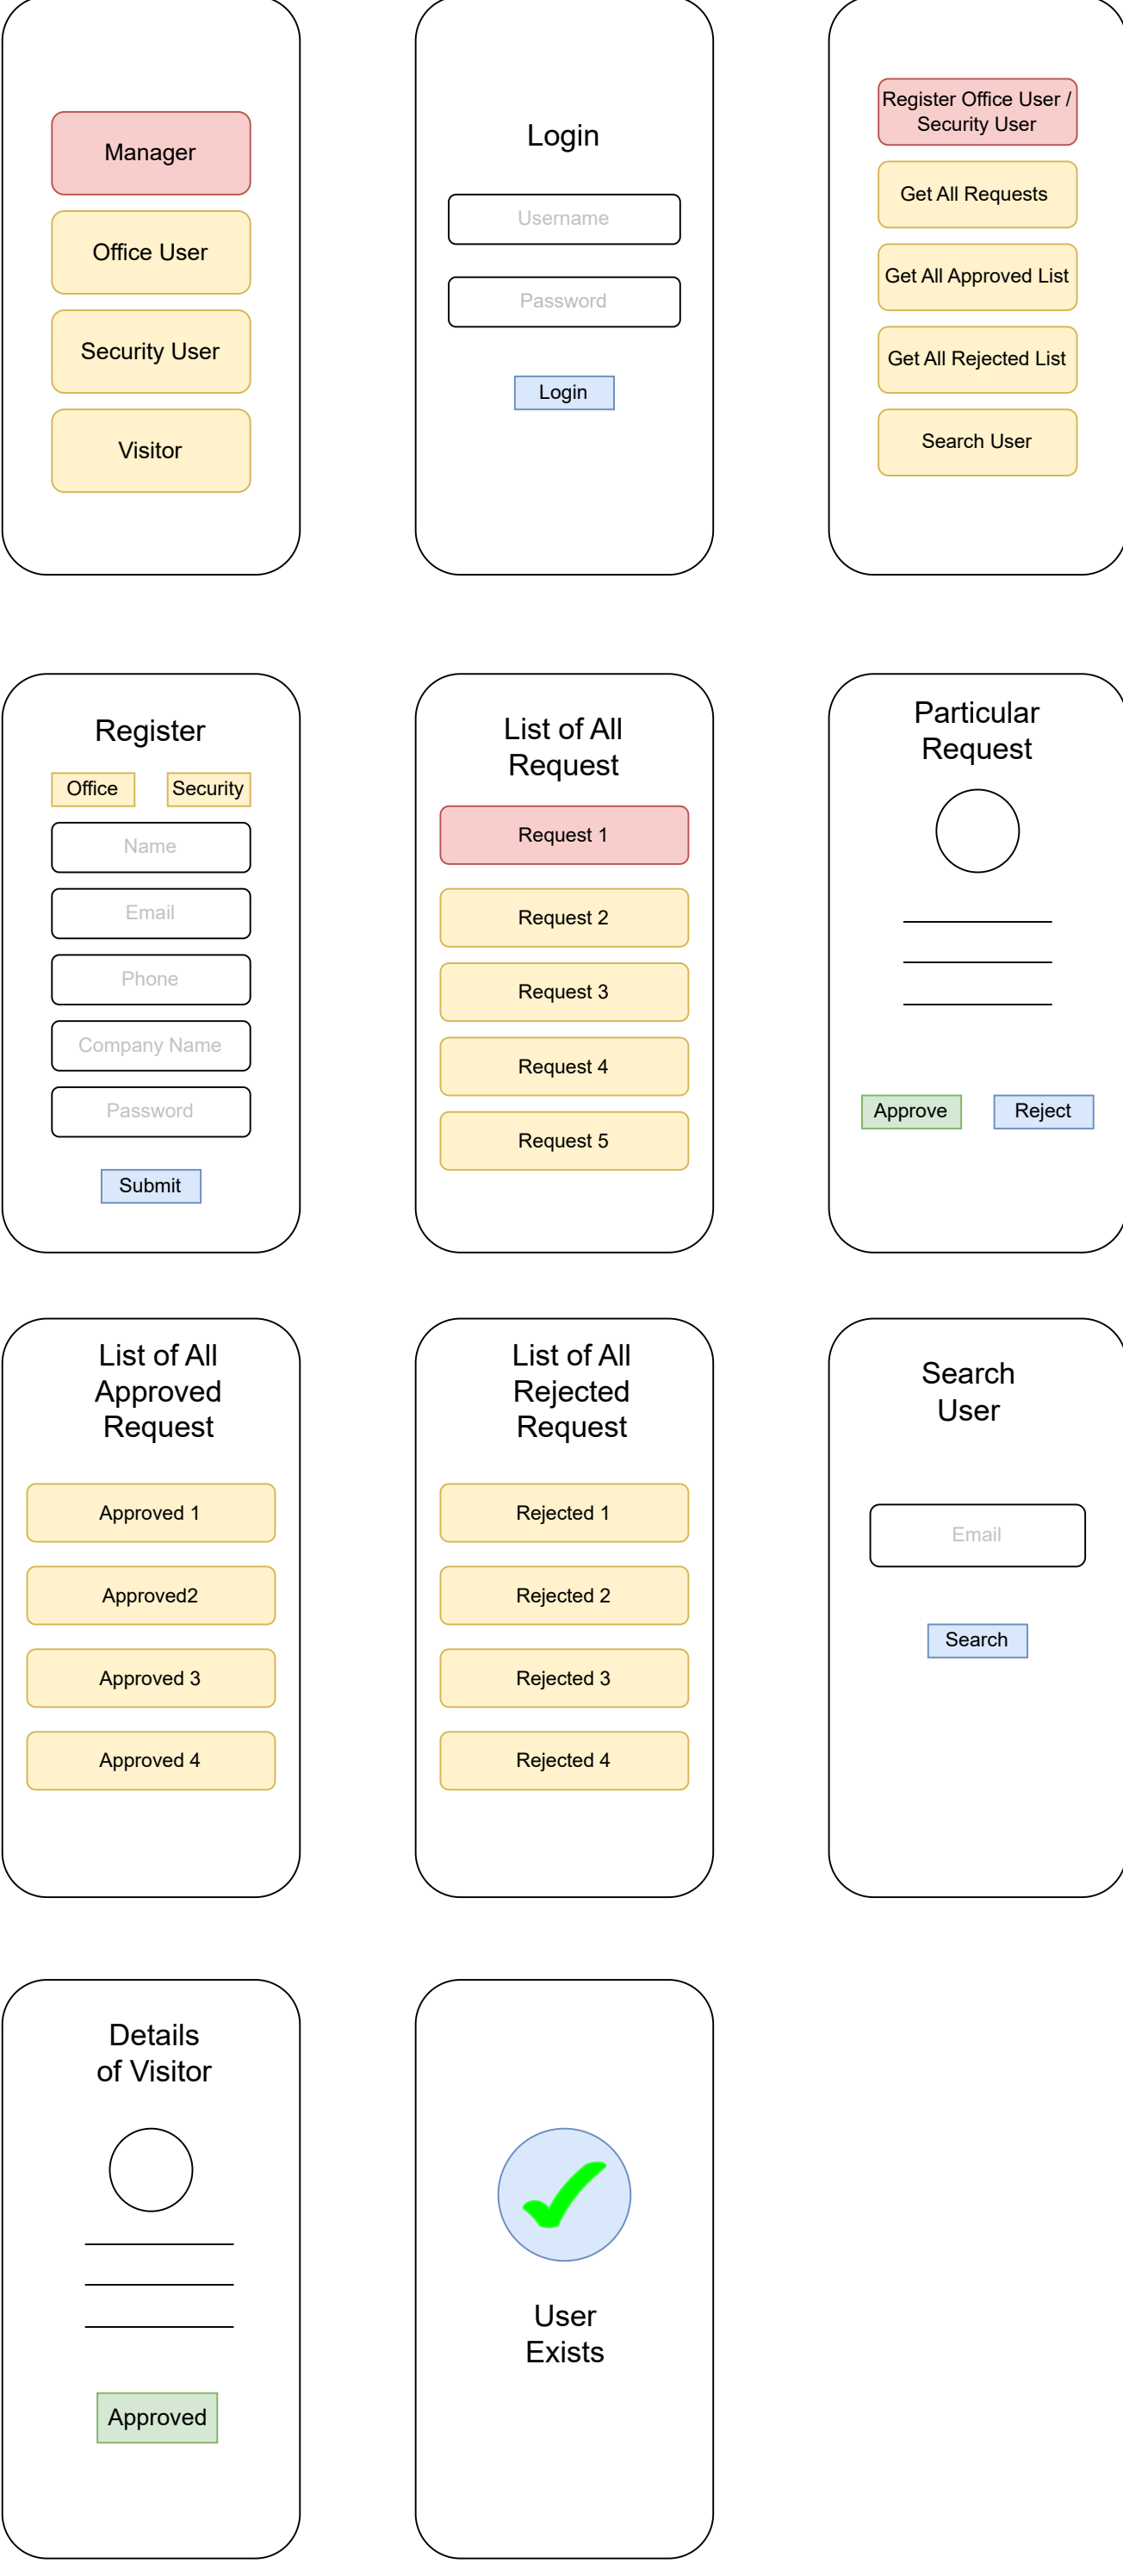 Manager
Office User
Security User
Visitor
Login
Username
Password
Login
Register Office User /
Security User
Get All Requests
Get All Approved List
Get All Rejected List
Search User
Register
Office
Security
Name
Email
Phone
Company Name
Password
Submit
List of All
Request
Request 1
Request 2
Request 3
Request 4
Request 5
Particular
Request
Approve
Reject
List of All
Approved
Request
Approved 1
Approved2
Approved 3
Approved 4
List of All
Rejected
Request
Rejected 1
Rejected 2
Rejected 3
Rejected 4
Search
User
Email
Search
Details
of Visitor
Approved
User
Exists